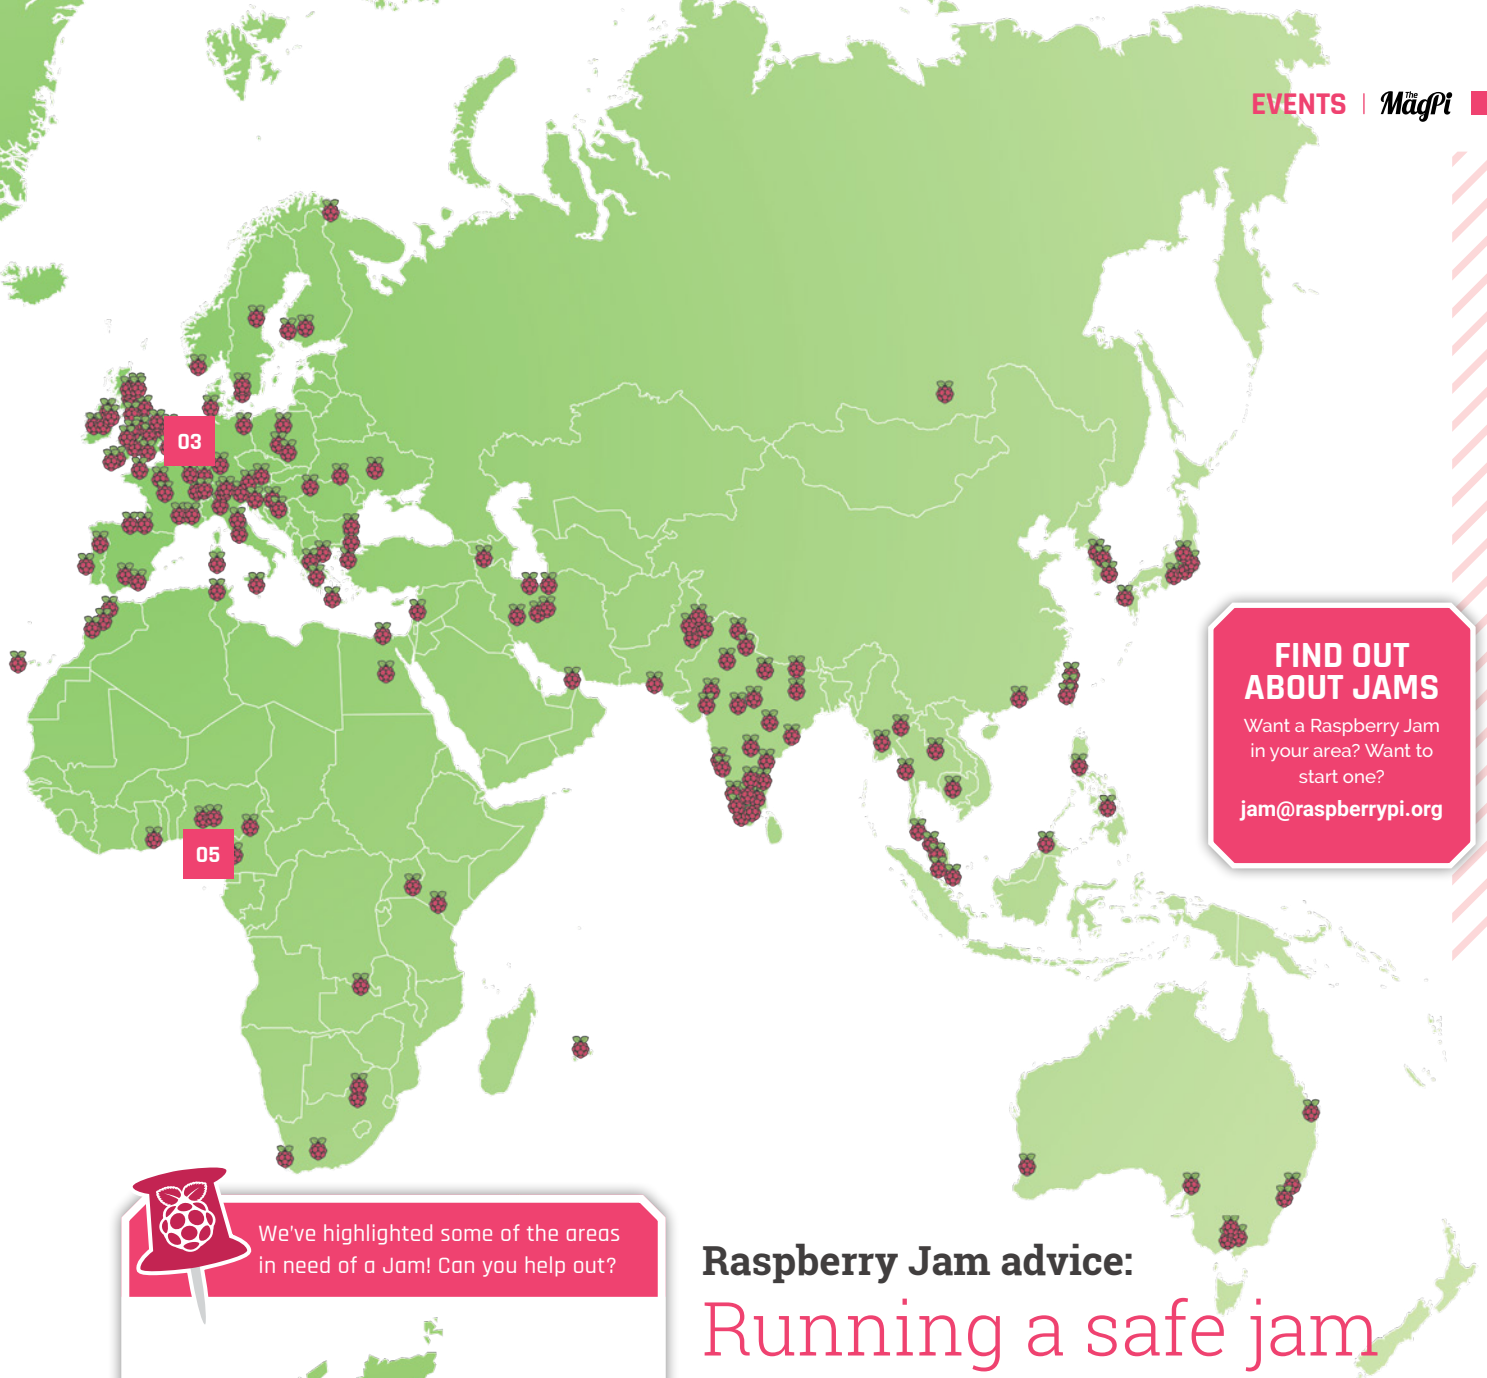 EVENTS
The MagPi
03
05
FIND OUT
ABOUT JAMS
Want a Raspberry Jam
in your area? Want to
start one?
jam@raspberrypi.org
We've highlighted some of the areas
in need of a Jam! Can you help out?
Raspberry Jam advice:
Running a safe jam